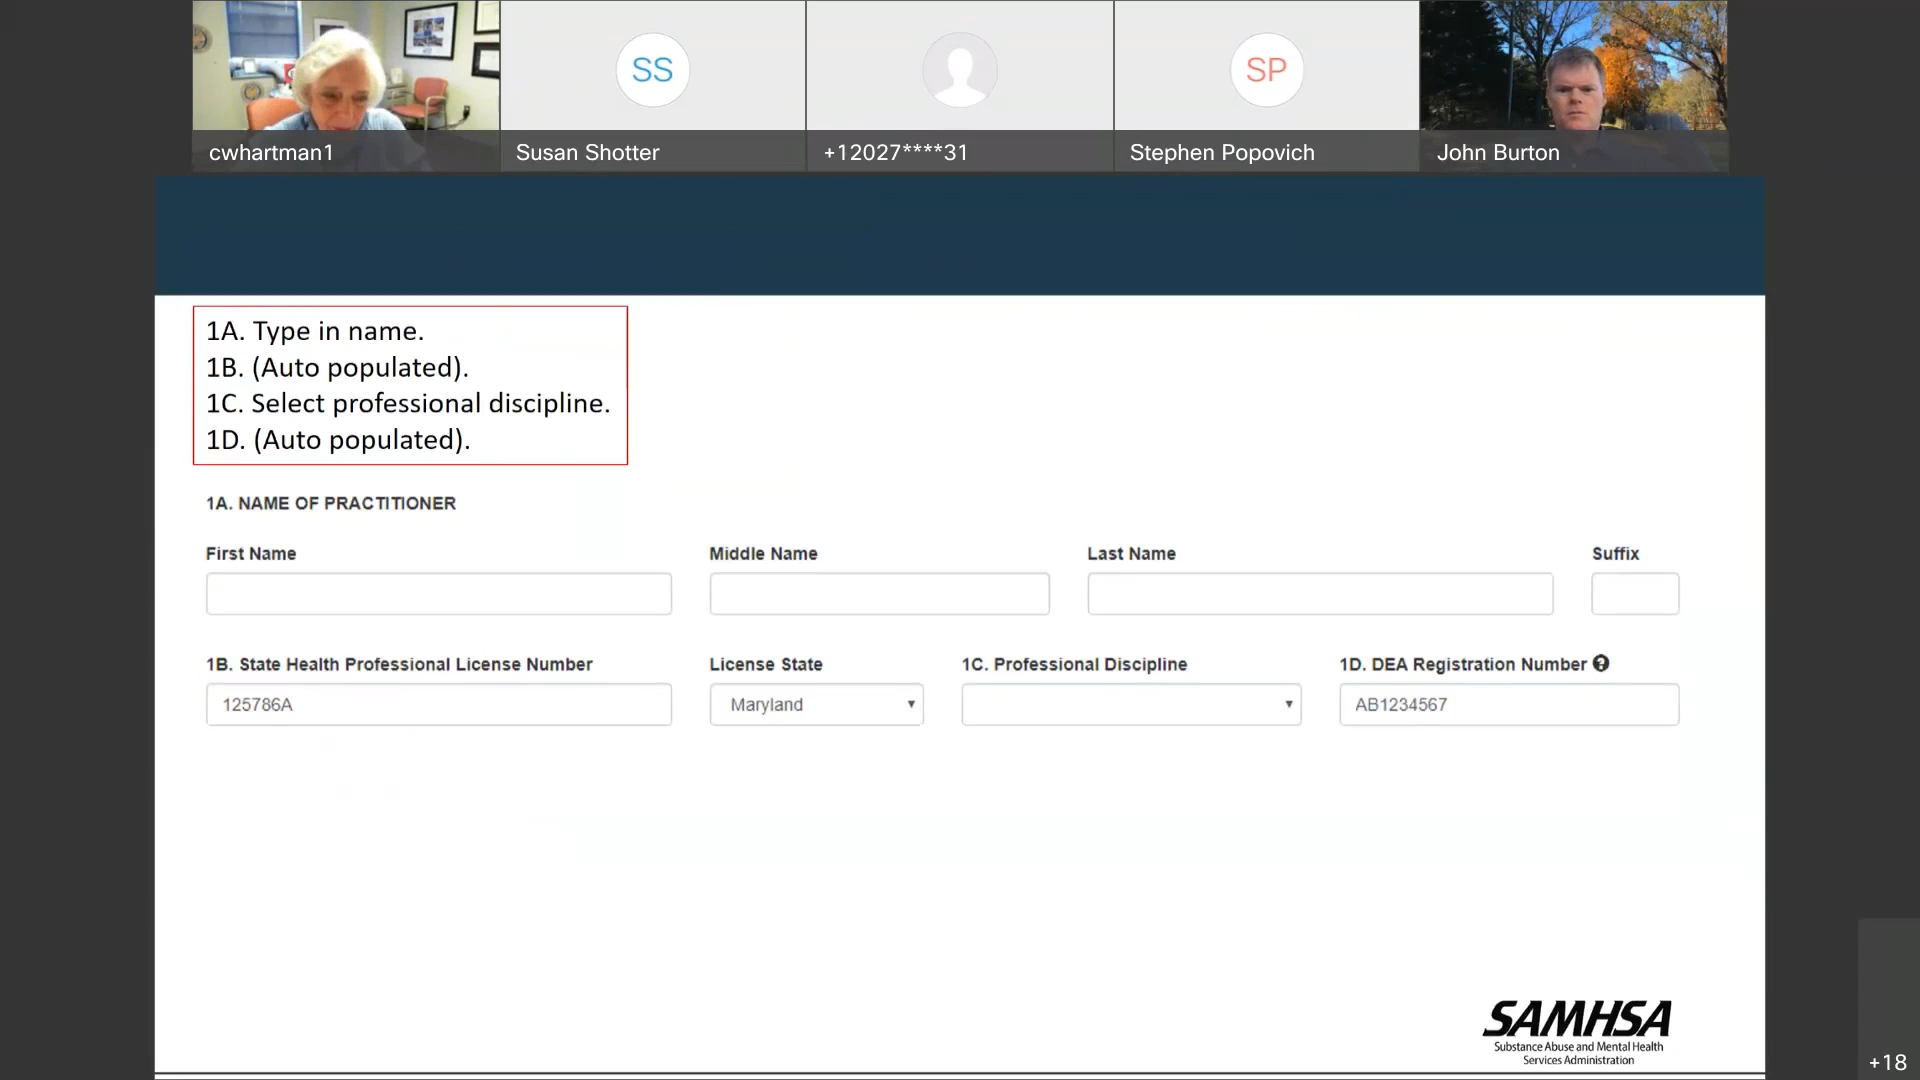 SS
SP
cwhartman1
Susan Shotter
+12027****31
Stephen Popovich
John Burton
1A. Type in name.
1B. (Auto populated).
1C. Select professional discipline.
1D. (Auto populated).
1A. NAME OF PRACTITIONER
First Name
Middle Name
Last Name
Suffix
1B. State Health Professional License Number
License State
1C. Professional Discipline
1D. DEA Registration Number ?
125786A
Maryland
AB1234567
SAMHSA
Substance Abuse and Mental Health
Services Administration
+18